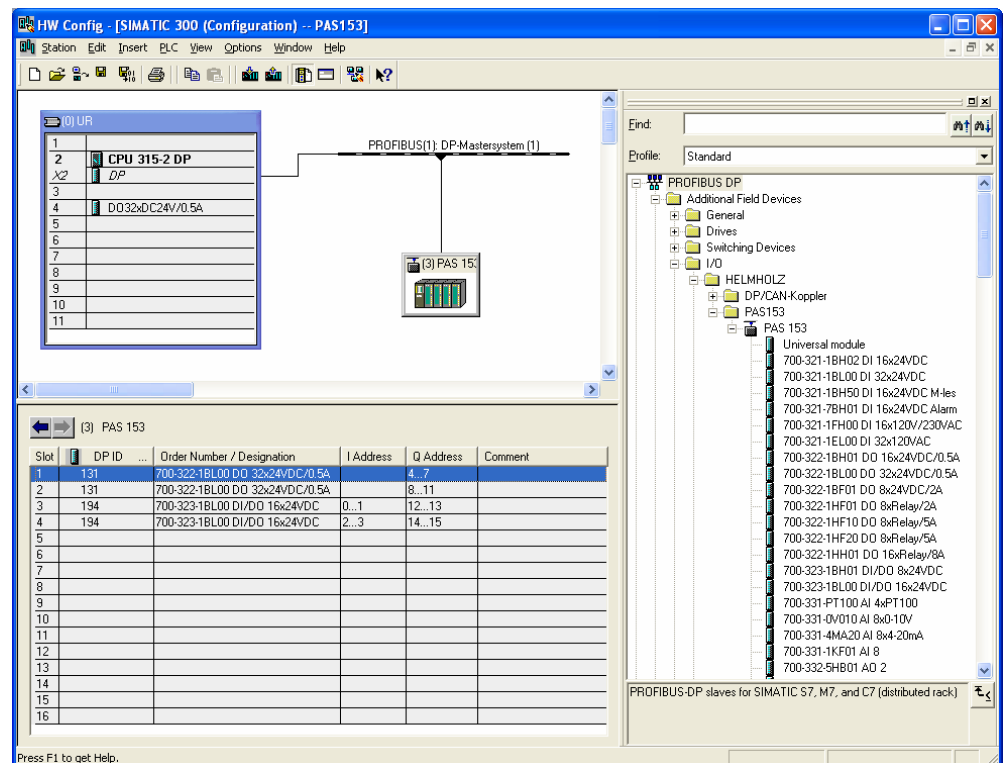 HW Config - [SIMATIC 300 (Configuration) -- PAS153]
Station Edit Insert PLC View Options Window Help
(0) UR
1
2 CPU 315-2 DP
X2 DP
3
4 DO32xDC24V/0.5A
5
6
7
8
9
10
11
PROFIBUS(1): DP-Mastersystem (1)
(3) PAS 153
(3) PAS 153
Slot DP ID ... Order Number / Designation I Address Q Address Comment
1 131 700-322-1BL00 DO 32x24VDC/0.5A 4...7
2 131 700-322-1BL00 DO 32x24VDC/0.5A 8...11
3 194 700-323-1BL00 DI/DO 16x24VDC 0...1 12...13
4 194 700-323-1BL00 DI/DO 16x24VDC 2...3 14...15
5
6
7
8
9
10
11
12
13
14
15
16
Find:
Profile: Standard
PROFIBUS DP
Additional Field Devices
General
Drives
Switching Devices
I/O
HELMHOLZ
DP/CAN-Koppler
PAS153
PAS 153
Universal module
700-321-1BH02 DI 16x24VDC
700-321-1BL00 DI 32x24VDC
700-321-1BH50 DI 16x24VDC M-les
700-321-7BH01 DI 16x24VDC Alarm
700-321-1FH00 DI 16x120V/230VAC
700-321-1EL00 DI 32x120VAC
700-322-1BH01 DO 16x24VDC/0.5A
700-322-1BL00 DO 32x24VDC/0.5A
700-322-1BF01 DO 8x24VDC/2A
700-322-1HF01 DO 8xRelay/2A
700-322-1HF10 DO 8xRelay/5A
700-322-1HF20 DO 8xRelay/5A
700-322-1HH01 DO 16xRelay/8A
700-323-1BH01 DI/DO 8x24VDC
700-323-1BL00 DI/DO 16x24VDC
700-331-PT100 AI 4xPT100
700-331-0V010 AI 8x0-10V
700-331-4MA20 AI 8x4-20mA
700-331-1KF01 AI 8
700-332-5HB01 AO 2
PROFIBUS-DP slaves for SIMATIC S7, M7, and C7 (distributed rack)
Press F1 to get Help.